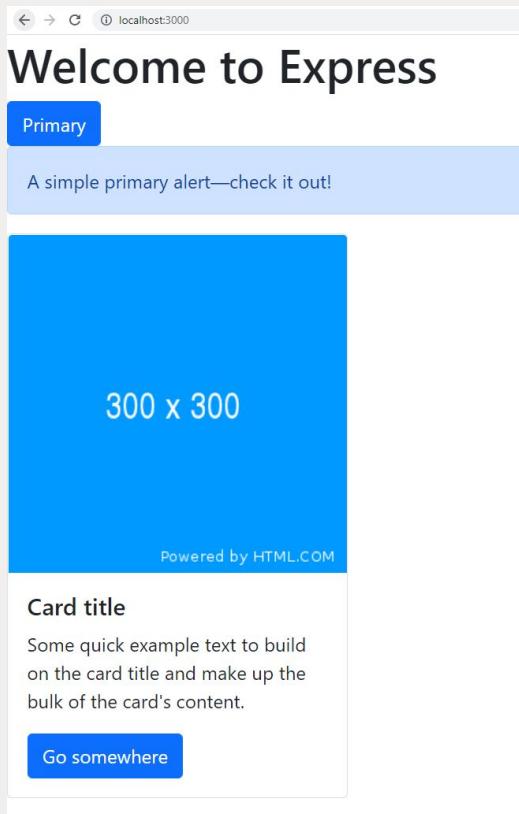 localhost:3000
Welcome to Express
Primary
A simple primary alert—check it out!
300 x 300
Powered by HTML.COM
Card title
Some quick example text to build
on the card title and make up the
bulk of the card's content.
Go somewhere